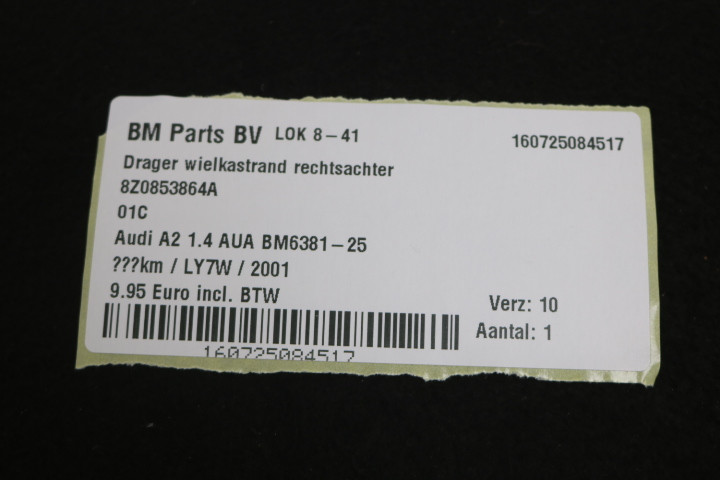 BM Parts BV LOK 8-41 160725084517
Drager wielkastrand rechtsachter
8Z0853864A
01C
Audi A2 1.4 AUA BM6381-25
???km / LY7W / 2001
9.95 Euro incl. BTW
Verz: 10
Aantal: 1
160725084517